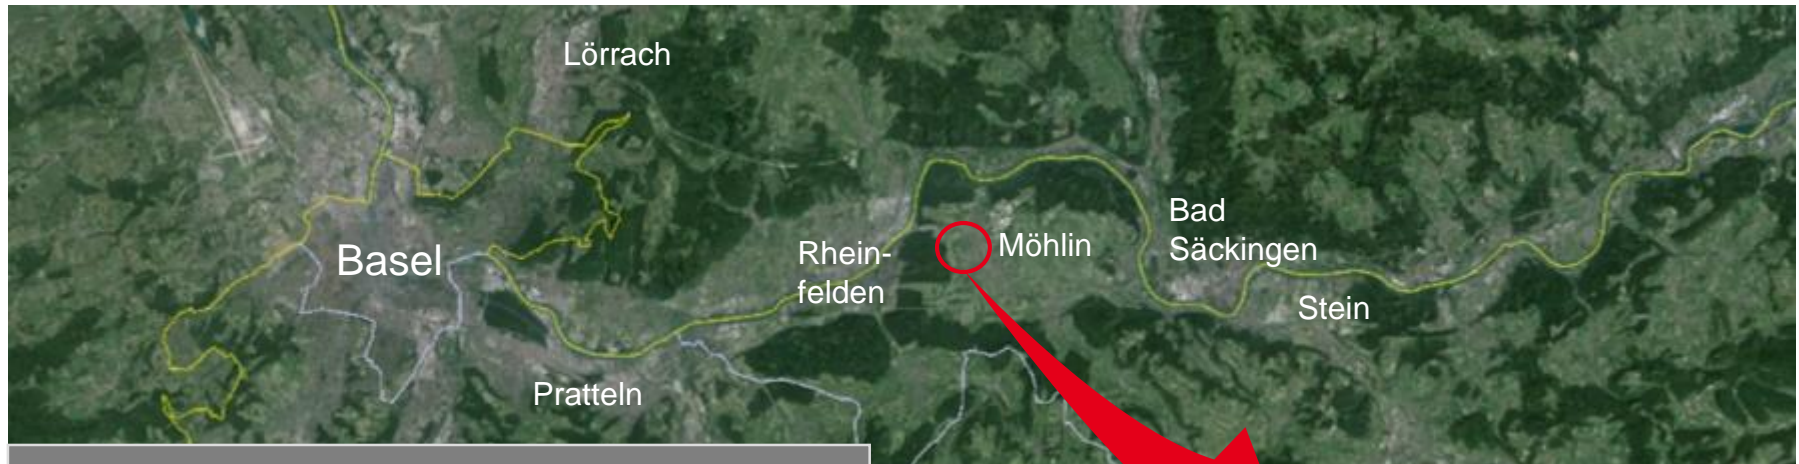 Lörrach
Bad
Säckingen
Basel
Rhein-
felden
Möhlin
Stein
Pratteln